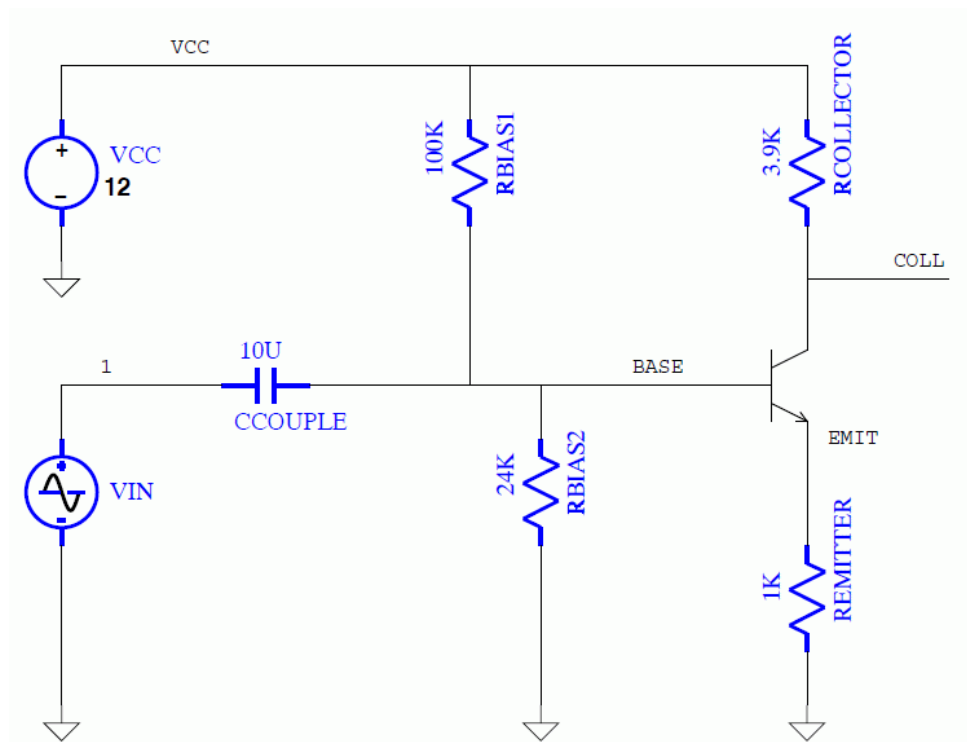 VCC
+
VCC
12
−
100K
RBIAS1
3.9K
RCOLLECTOR
COLL
1
10U
CCOUPLE
BASE
EMIT
VIN
24K
RBIAS2
1K
REMITTER